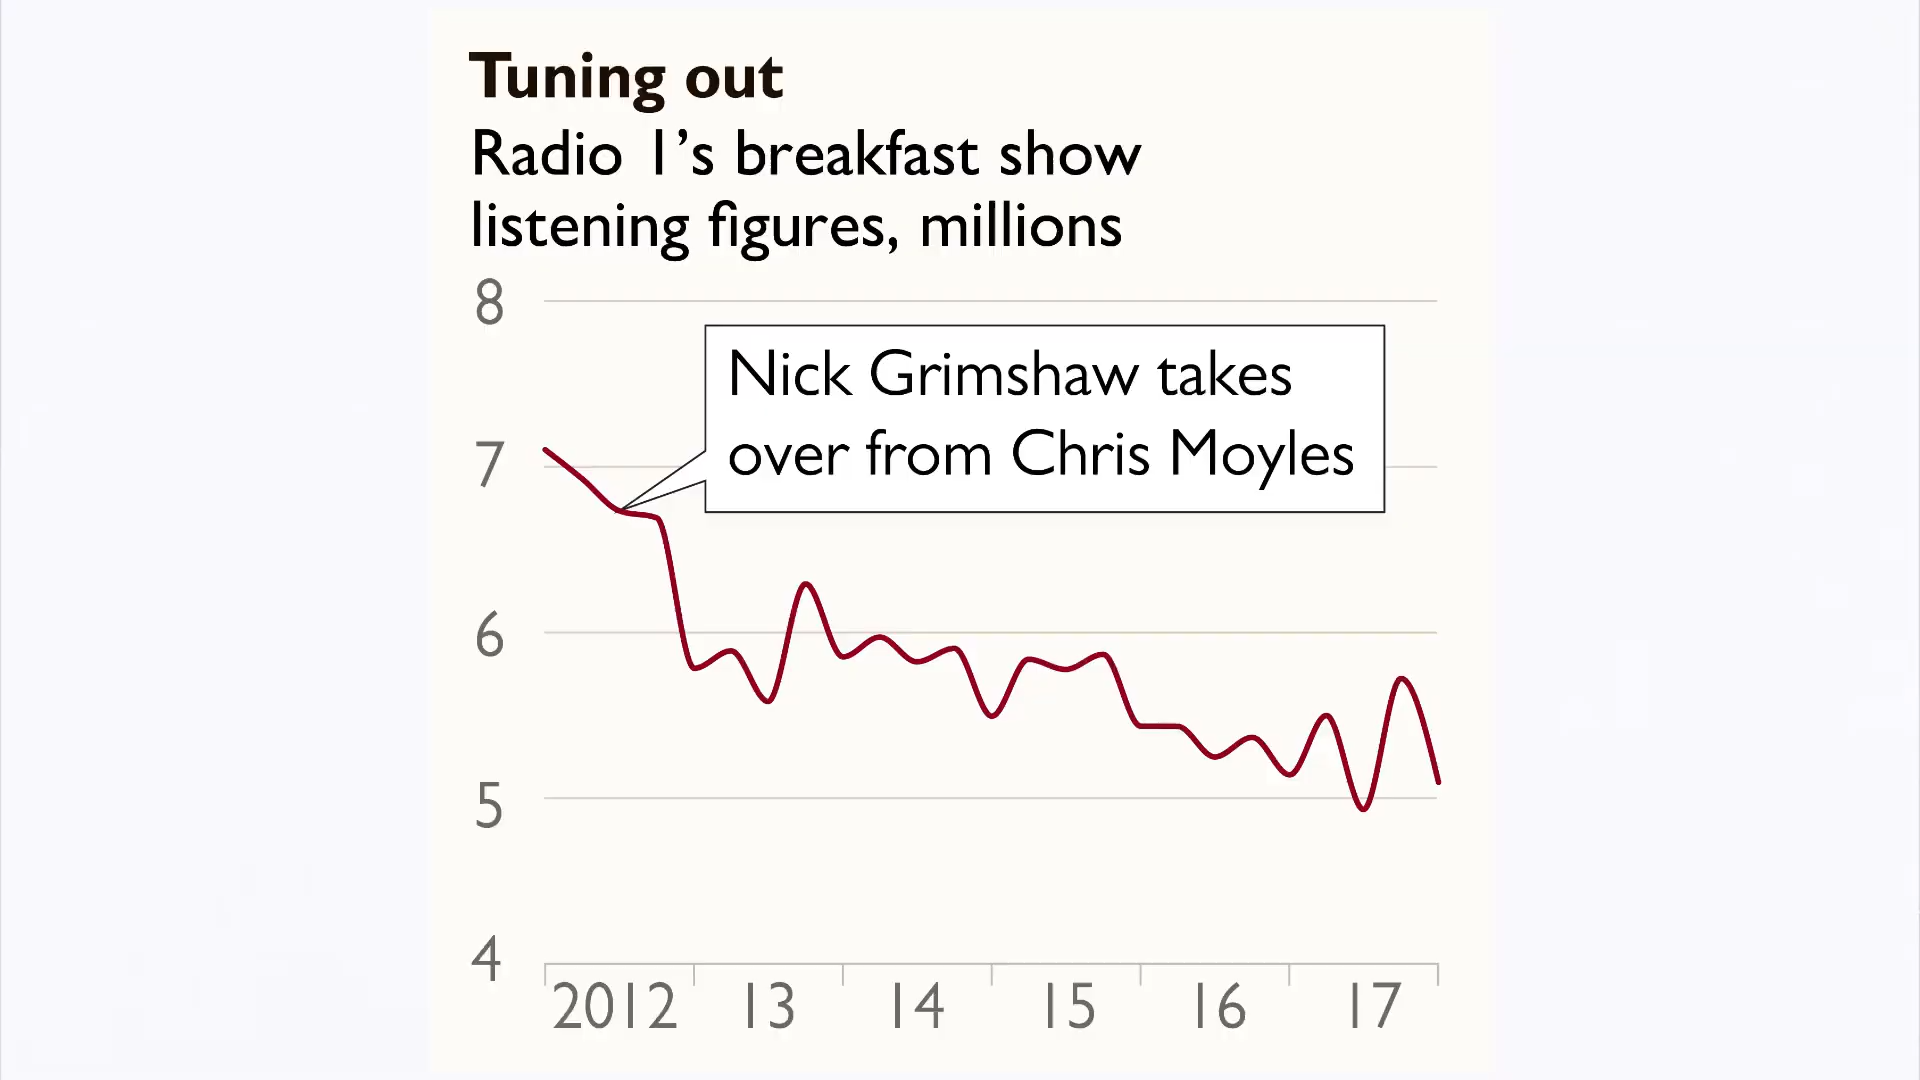 Tuning out
Radio 1’s breakfast show
listening figures, millions
8
Nick Grimshaw takes
over from Chris Moyles
7
6
5
4
2012 13 14 15 16 17